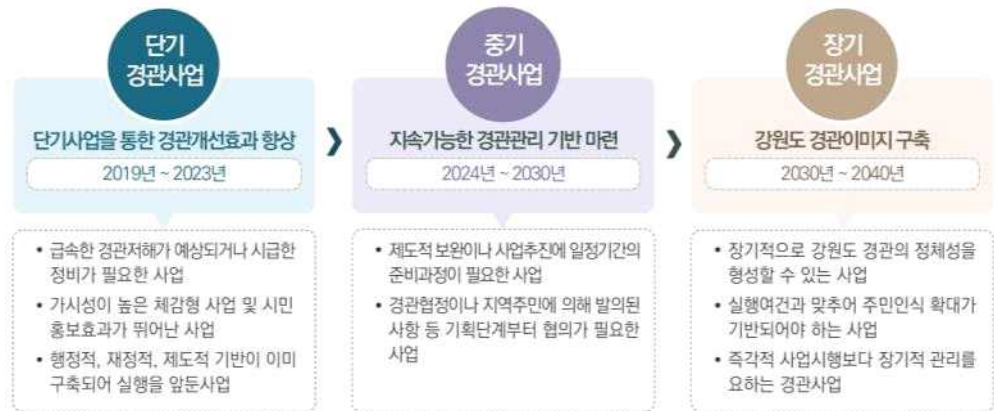 단기
경관사업
단기사업을 통한 경관개선효과 향상
2019년 ~ 2023년
• 급속한 경관저해가 예상되거나 시급한
정비가 필요한 사업
• 가시성이 높은 체감형 사업 및 시민
홍보효과가 뛰어난 사업
• 행정적, 재정적, 제도적 기반이 이미
구축되어 실행을 앞둔사업
중기
경관사업
지속가능한 경관관리 기반 마련
2024년 ~ 2030년
• 제도적 보완이나 사업추진에 일정기간의
준비과정이 필요한 사업
• 경관협정이나 지역주민에 의해 발의된
사항 등 기획단계부터 협의가 필요한
사업
장기
경관사업
강원도 경관이미지 구축
2030년 ~ 2040년
• 장기적으로 강원도 경관의 정체성을
형성할 수 있는 사업
• 실행여건과 맞추어 주민인식 확대가
기반되어야 하는 사업
• 즉각적 사업시행보다 장기적 관리를
요하는 경관사업